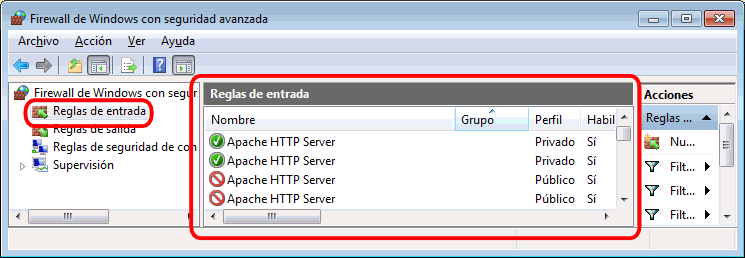 Firewall de Windows con seguridad avanzada
Archivo Acción Ver Ayuda
Firewall de Windows con segur
Reglas de entrada
Reglas de salida
Reglas de seguridad de con
Supervisión
Reglas de entrada
Nombre Grupo Perfil Habil
Apache HTTP Server Privado Sí
Apache HTTP Server Privado Sí
Apache HTTP Server Público Sí
Apache HTTP Server Público Sí
Acciones
Reglas ...
Nu...
Filt...
Filt...
Filt...